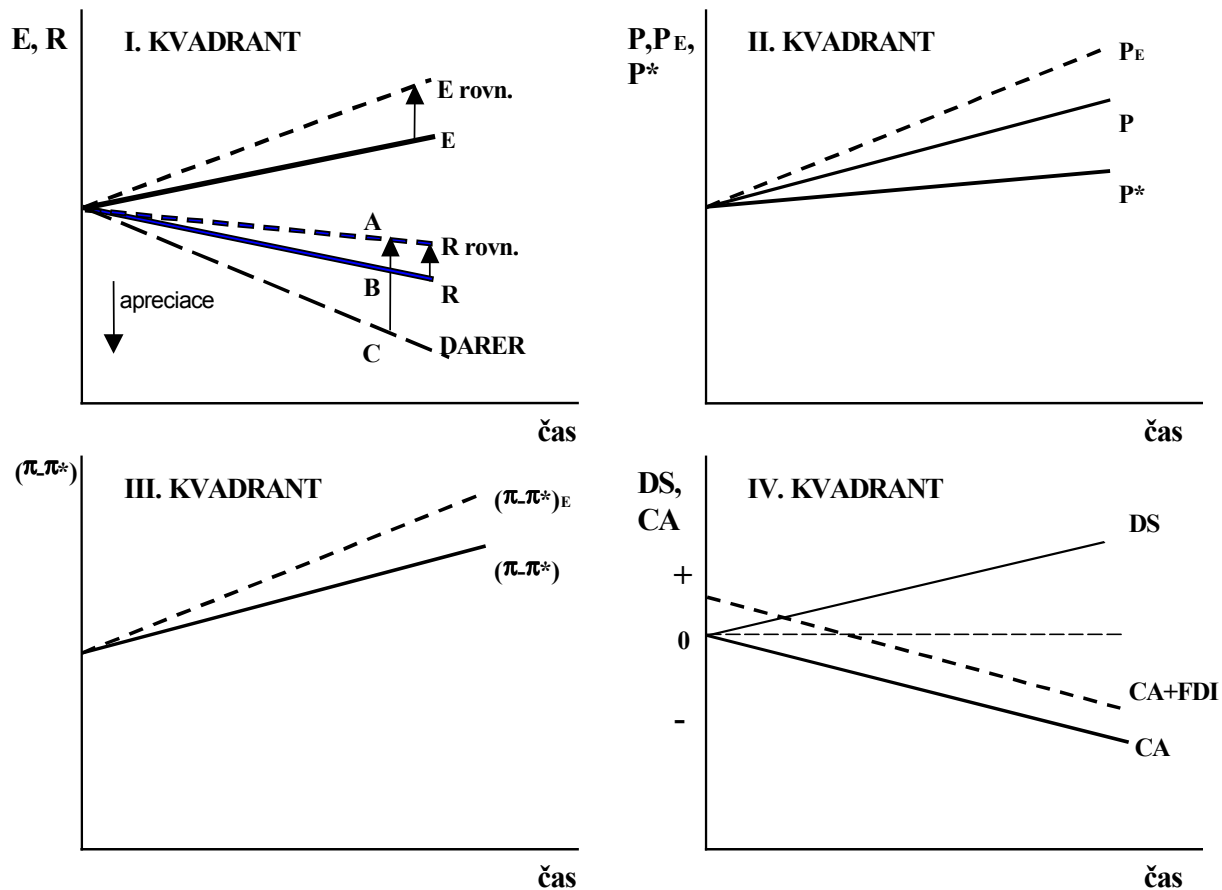 E, R
I. KVADRANT
E rovn.
E
A
R rovn.
B
R
apreciace
C
DARER
čas
P,PE,
P*
II. KVADRANT
PE
P
P*
čas
(π-π*)
III. KVADRANT
(π-π*)E
(π-π*)
čas
DS,
CA
IV. KVADRANT
DS
+
0
CA+FDI
-
CA
čas